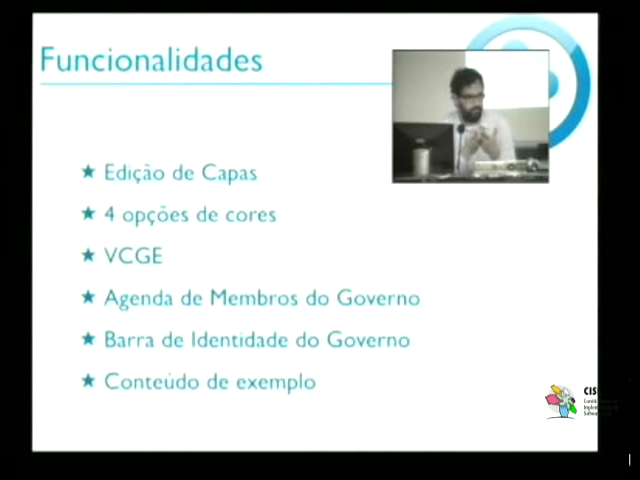 Funcionalidades
★ Edição de Capas
★ 4 opções de cores
★ VCGE
★ Agenda de Membros do Governo
★ Barra de Identidade do Governo
★ Conteúdo de exemplo
CIS